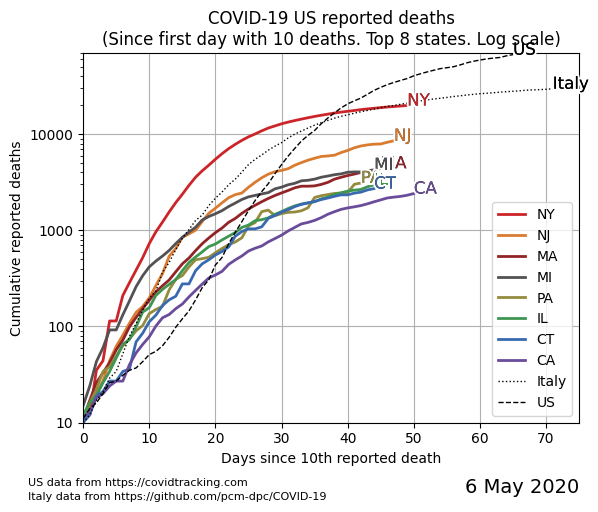 COVID-19 US reported deaths
(Since first day with 10 deaths. Top 8 states. Log scale)
US
Italy
NY
NJ
MI
A
PA
CT
CA
Cumulative reported deaths
10000
1000
100
10
NY
NJ
MA
MI
PA
IL
CT
CA
Italy
US
0
10
20
30
40
50
60
70
Days since 10th reported death
US data from https://covidtracking.com
Italy data from https://github.com/pcm-dpc/COVID-19
6 May 2020